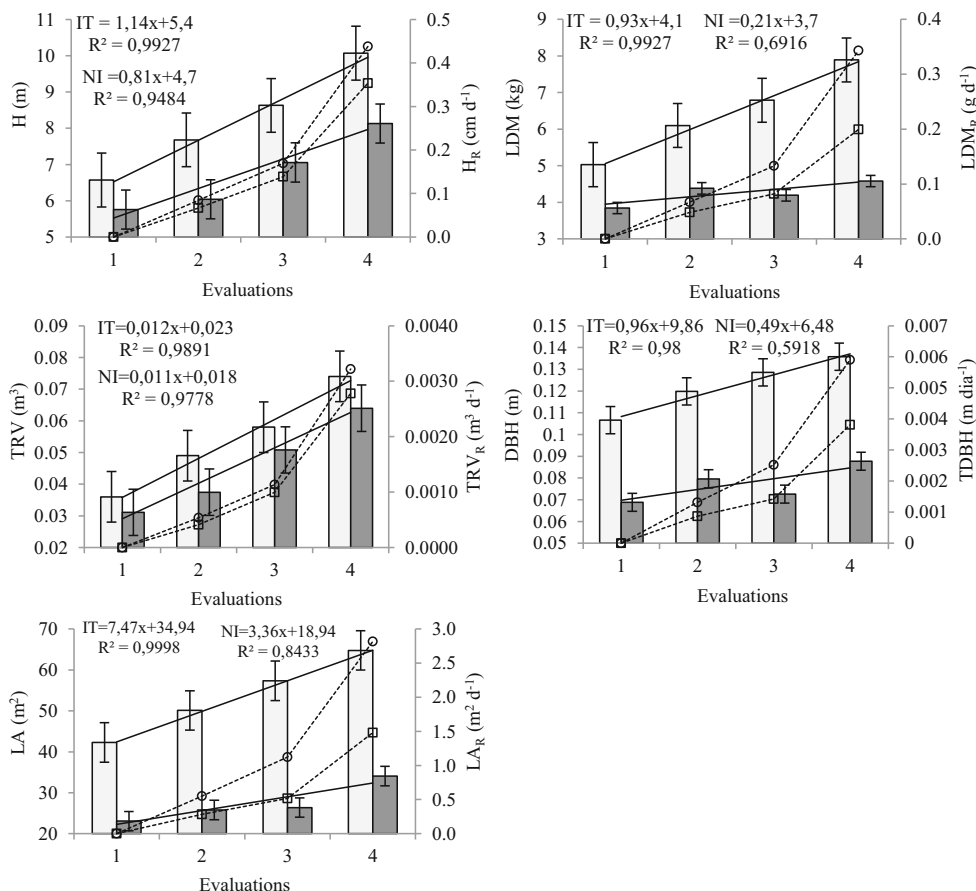 IT = 1,14x+5,4
R² = 0,9927
NI =0,81x+4,7
R² = 0,9484
H (m)
11
10
9
8
7
6
5
0.5
0.4
0.3
0.2
0.1
0.0
H_R (cm d⁻¹)
1 2 3 4
Evaluations
IT = 0,93x+4,1
R² = 0,9927
NI =0,21x+3,7
R² = 0,6916
LDM (kg)
9
8
7
6
5
4
3
0.4
0.3
0.2
0.1
0.0
LDM_R (g d⁻¹)
1 2 3 4
Evaluations
IT=0,012x+0,023
R² = 0,9891
NI=0,011x+0,018
R² = 0,9778
TRV (m³)
0.09
0.08
0.07
0.06
0.05
0.04
0.03
0.02
0.0040
0.0030
0.0020
0.0010
0.0000
TRV_R (m³ d⁻¹)
1 2 3 4
Evaluations
IT=0,96x+9,86
R² = 0,98
NI=0,49x+6,48
R² = 0,5918
DBH (m)
0.15
0.14
0.13
0.12
0.11
0.1
0.09
0.08
0.07
0.06
0.05
0.007
0.006
0.005
0.004
0.003
0.002
0.001
0
TDBH (m dia⁻¹)
1 2 3 4
Evaluations
IT=7,47x+34,94
R² = 0,9998
NI=3,36x+18,94
R² = 0,8433
LA (m²)
70
60
50
40
30
20
3.0
2.5
2.0
1.5
1.0
0.5
0.0
LA_R (m² d⁻¹)
1 2 3 4
Evaluations